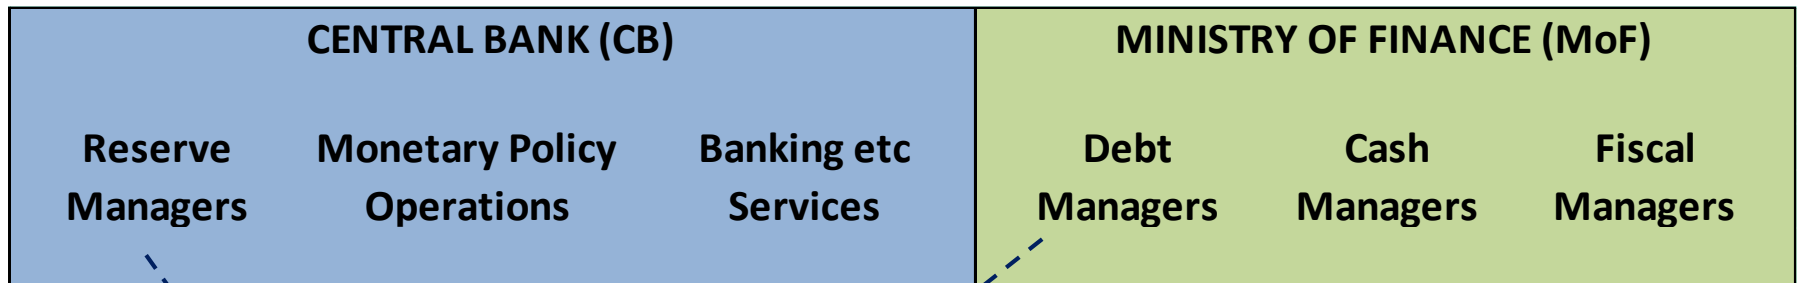 CENTRAL BANK (CB)
MINISTRY OF FINANCE (MoF)
Reserve Managers
Monetary Policy Operations
Banking etc Services
Debt Managers
Cash Managers
Fiscal Managers